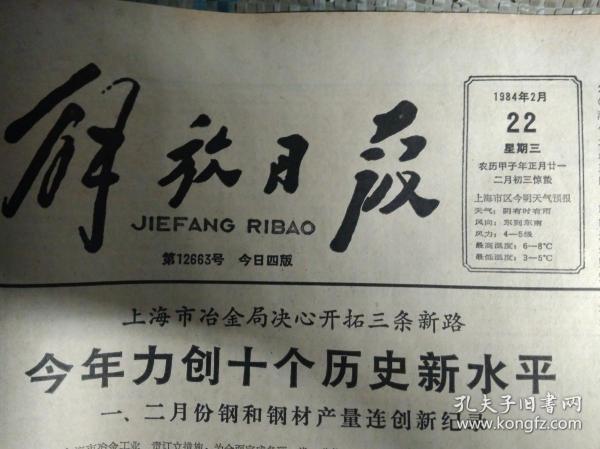 解放日报
JIEFANG RIBAO
第12663号 今日四版
1984年2月
22
星期三
农历甲子年正月廿一
二月初三惊蛰
上海市区今明天气预报
天气：阴有时有雨
风向：东到东南
风力：4—5级
最高温度：6—8℃
最低温度：3—5℃
上海市冶金局决心开拓三条新路
今年力创十个历史新水平
一、二月份钢和钢材产量连创新纪录
孔夫子旧书网
kongfz.com